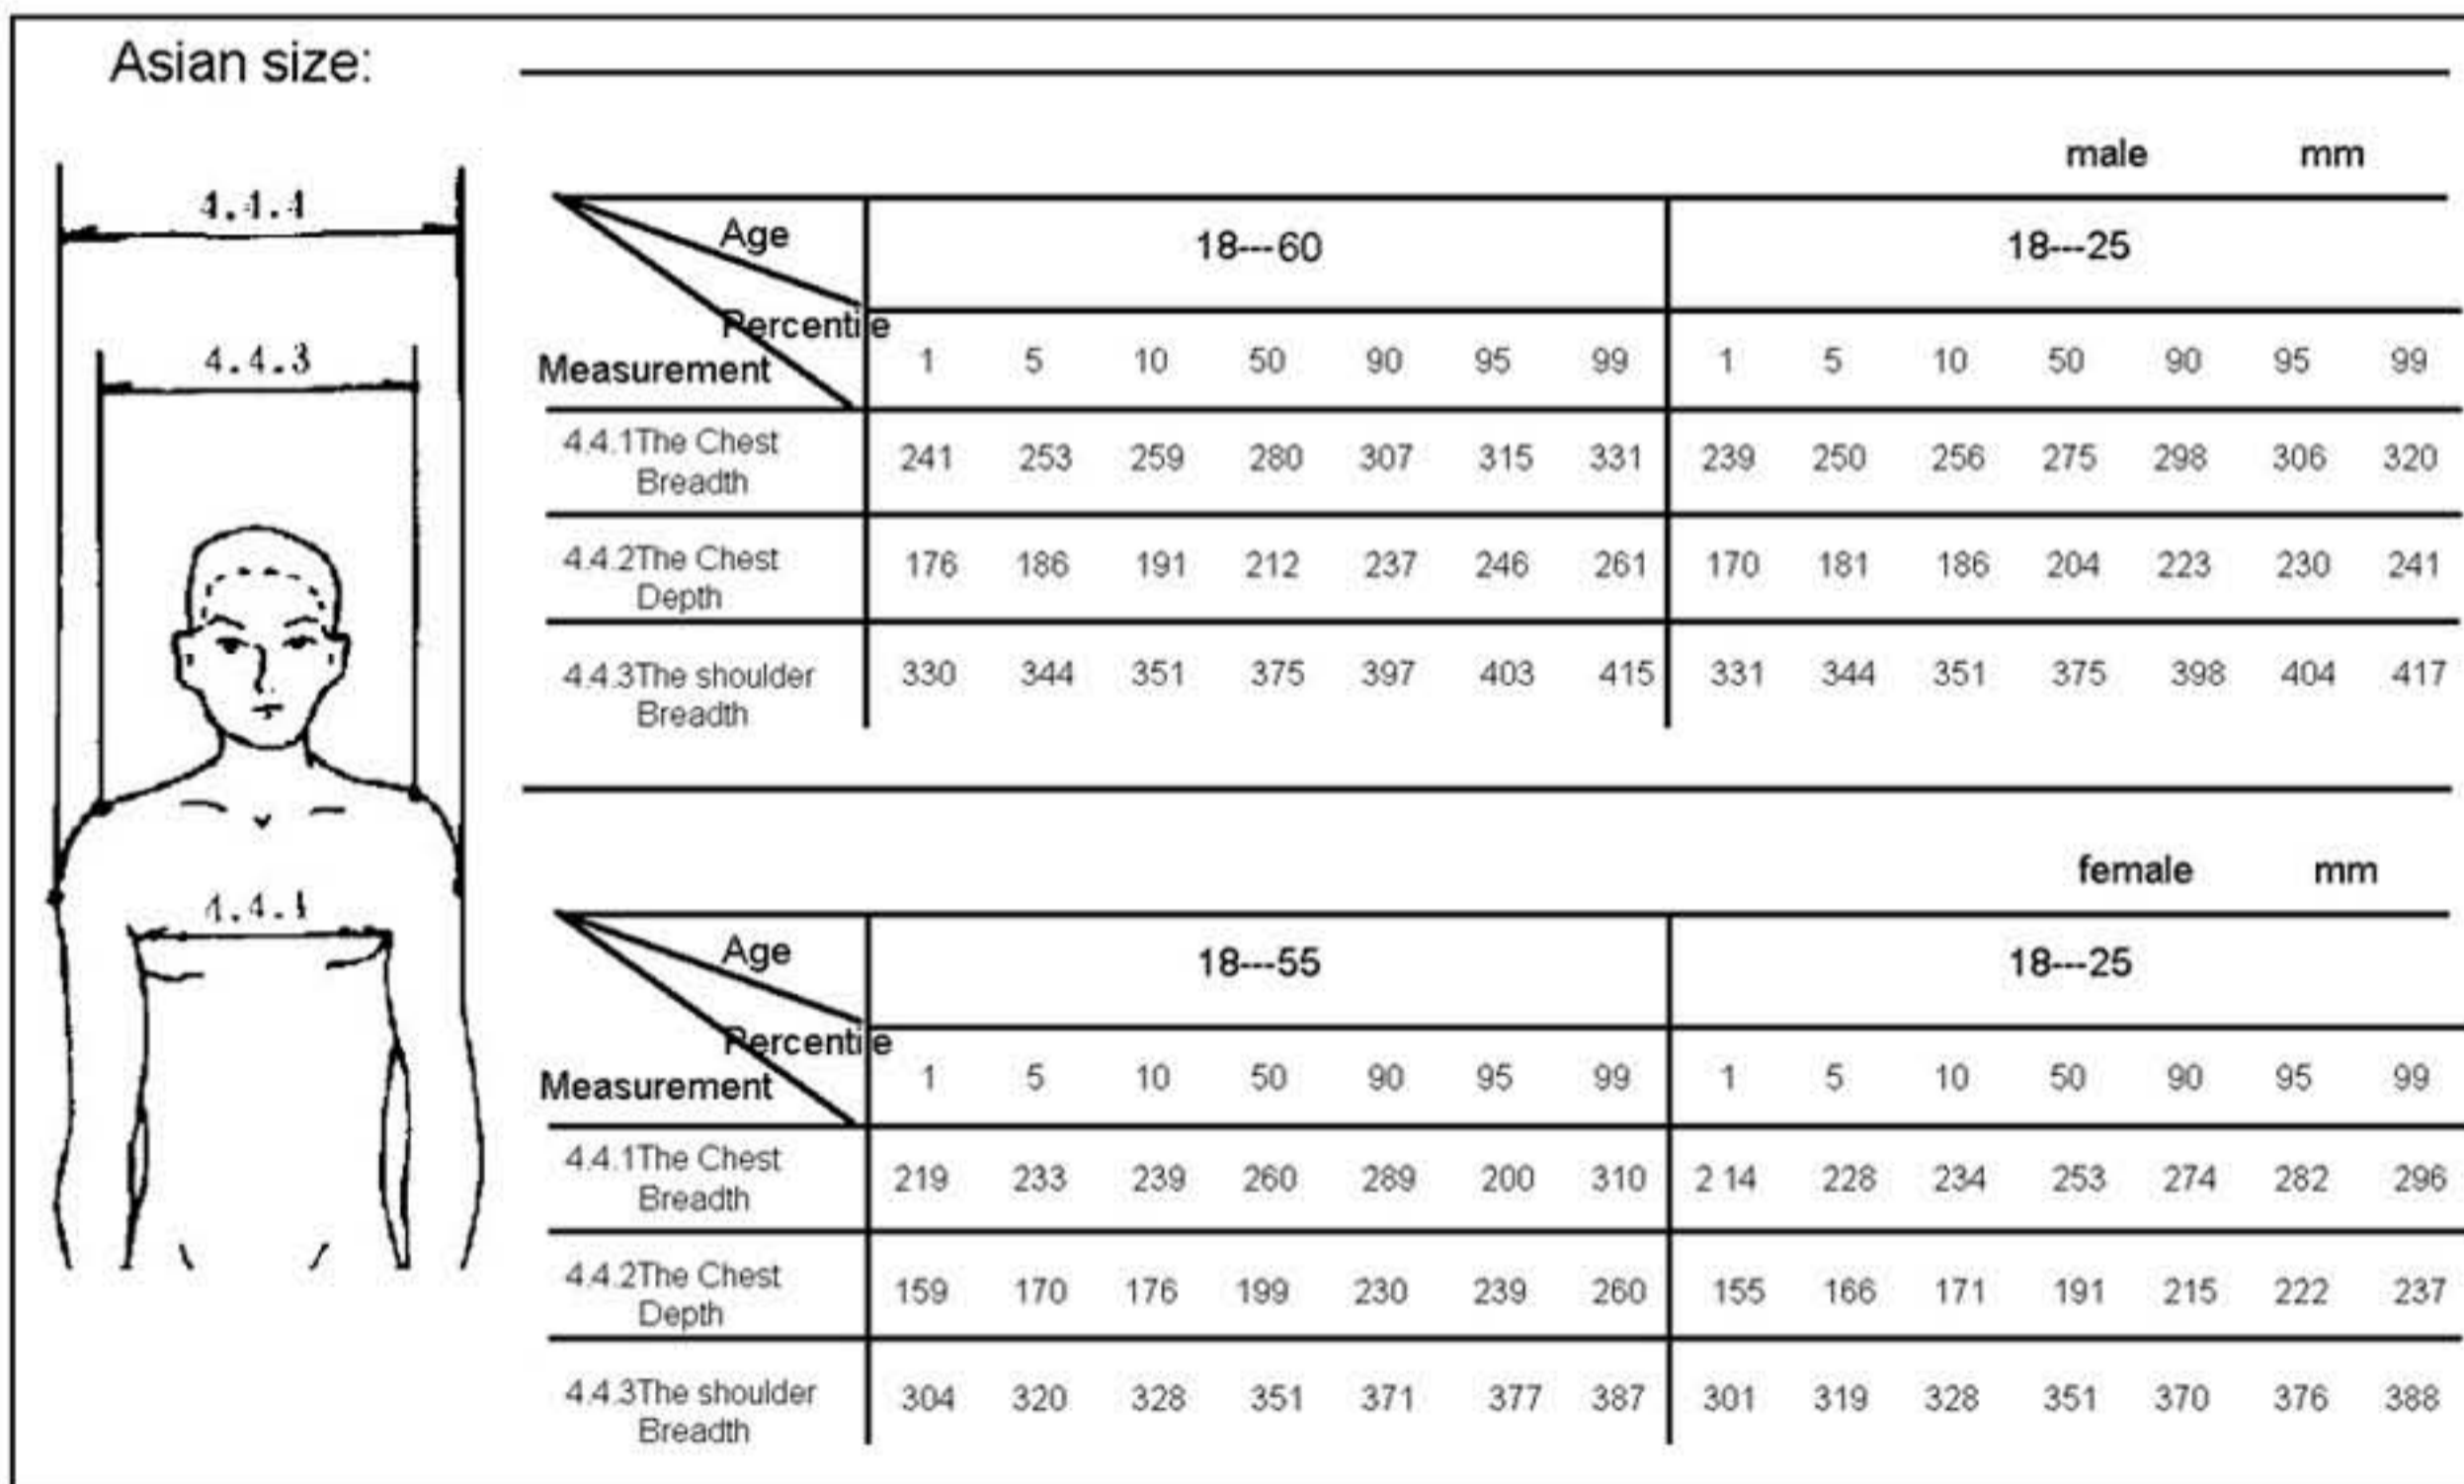 Asian size:
4.4.4
4.4.3
4.4.1
male mm
Age
18---60 18---25
Percentile
Measurement
1 5 10 50 90 95 99 1 5 10 50 90 95 99
4.4.1The Chest
Breadth
241 253 259 280 307 315 331 239 250 256 275 298 306 320
4.4.2The Chest
Depth
176 186 191 212 237 246 261 170 181 186 204 223 230 241
4.4.3The shoulder
Breadth
330 344 351 375 397 403 415 331 344 351 375 398 404 417
female mm
Age
18---55 18---25
Percentile
Measurement
1 5 10 50 90 95 99 1 5 10 50 90 95 99
4.4.1The Chest
Breadth
219 233 239 260 289 200 310 2 14 228 234 253 274 282 296
4.4.2The Chest
Depth
159 170 176 199 230 239 260 155 166 171 191 215 222 237
4.4.3The shoulder
Breadth
304 320 328 351 371 377 387 301 319 328 351 370 376 388